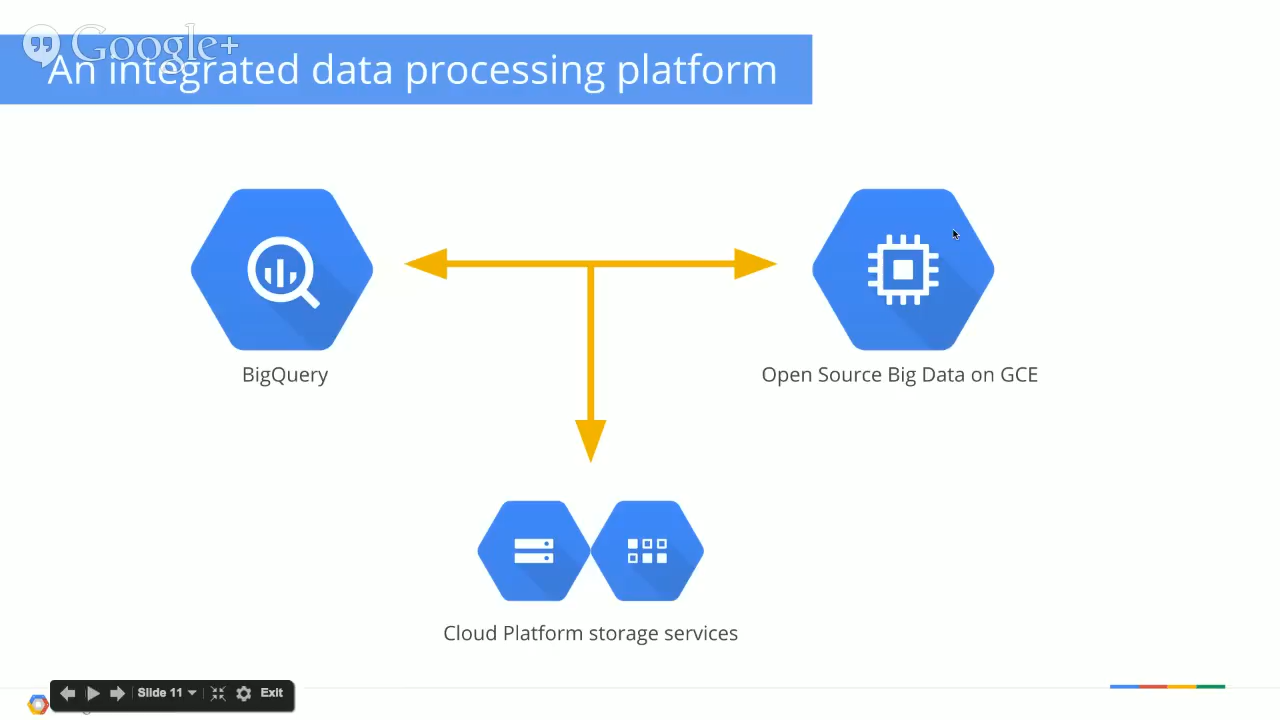 Google+
An integrated data processing platform
BigQuery
Open Source Big Data on GCE
Cloud Platform storage services
Slide 11
Exit